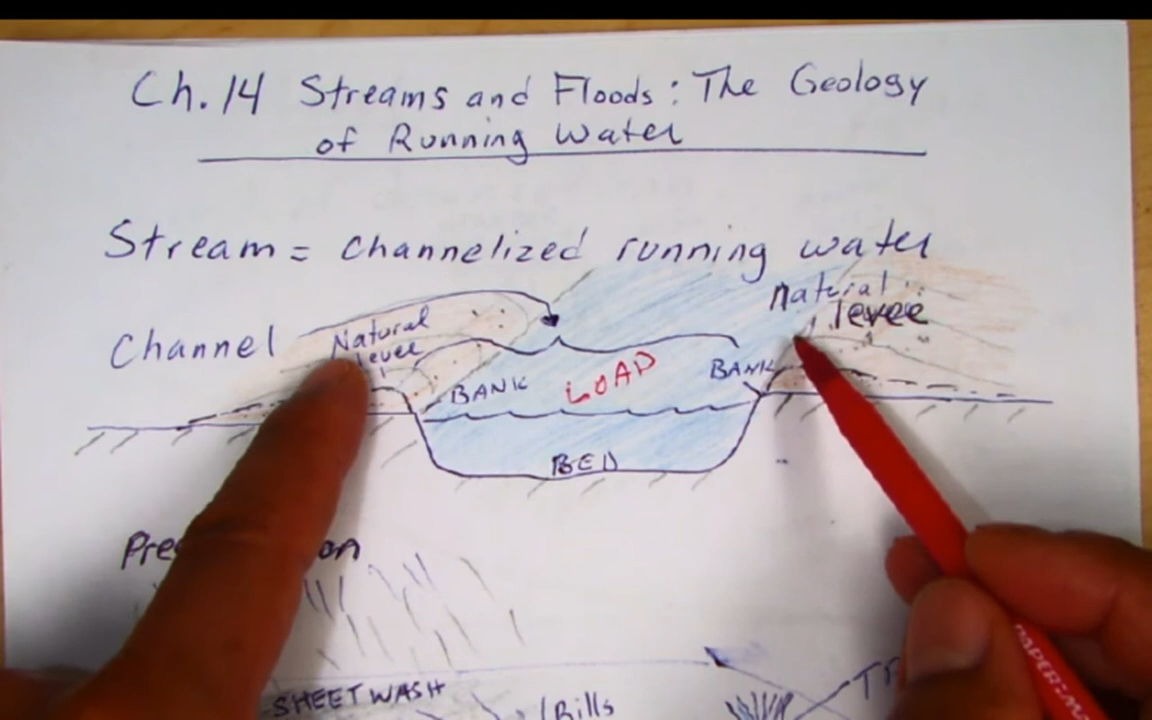 Ch. 14 Streams and Floods: The Geology
of Running Water
Stream = Channelized running water
Channel
Natural
levee
natural
levee
BANK
LOAD
BANK
BED
SHEET WASH
Rills